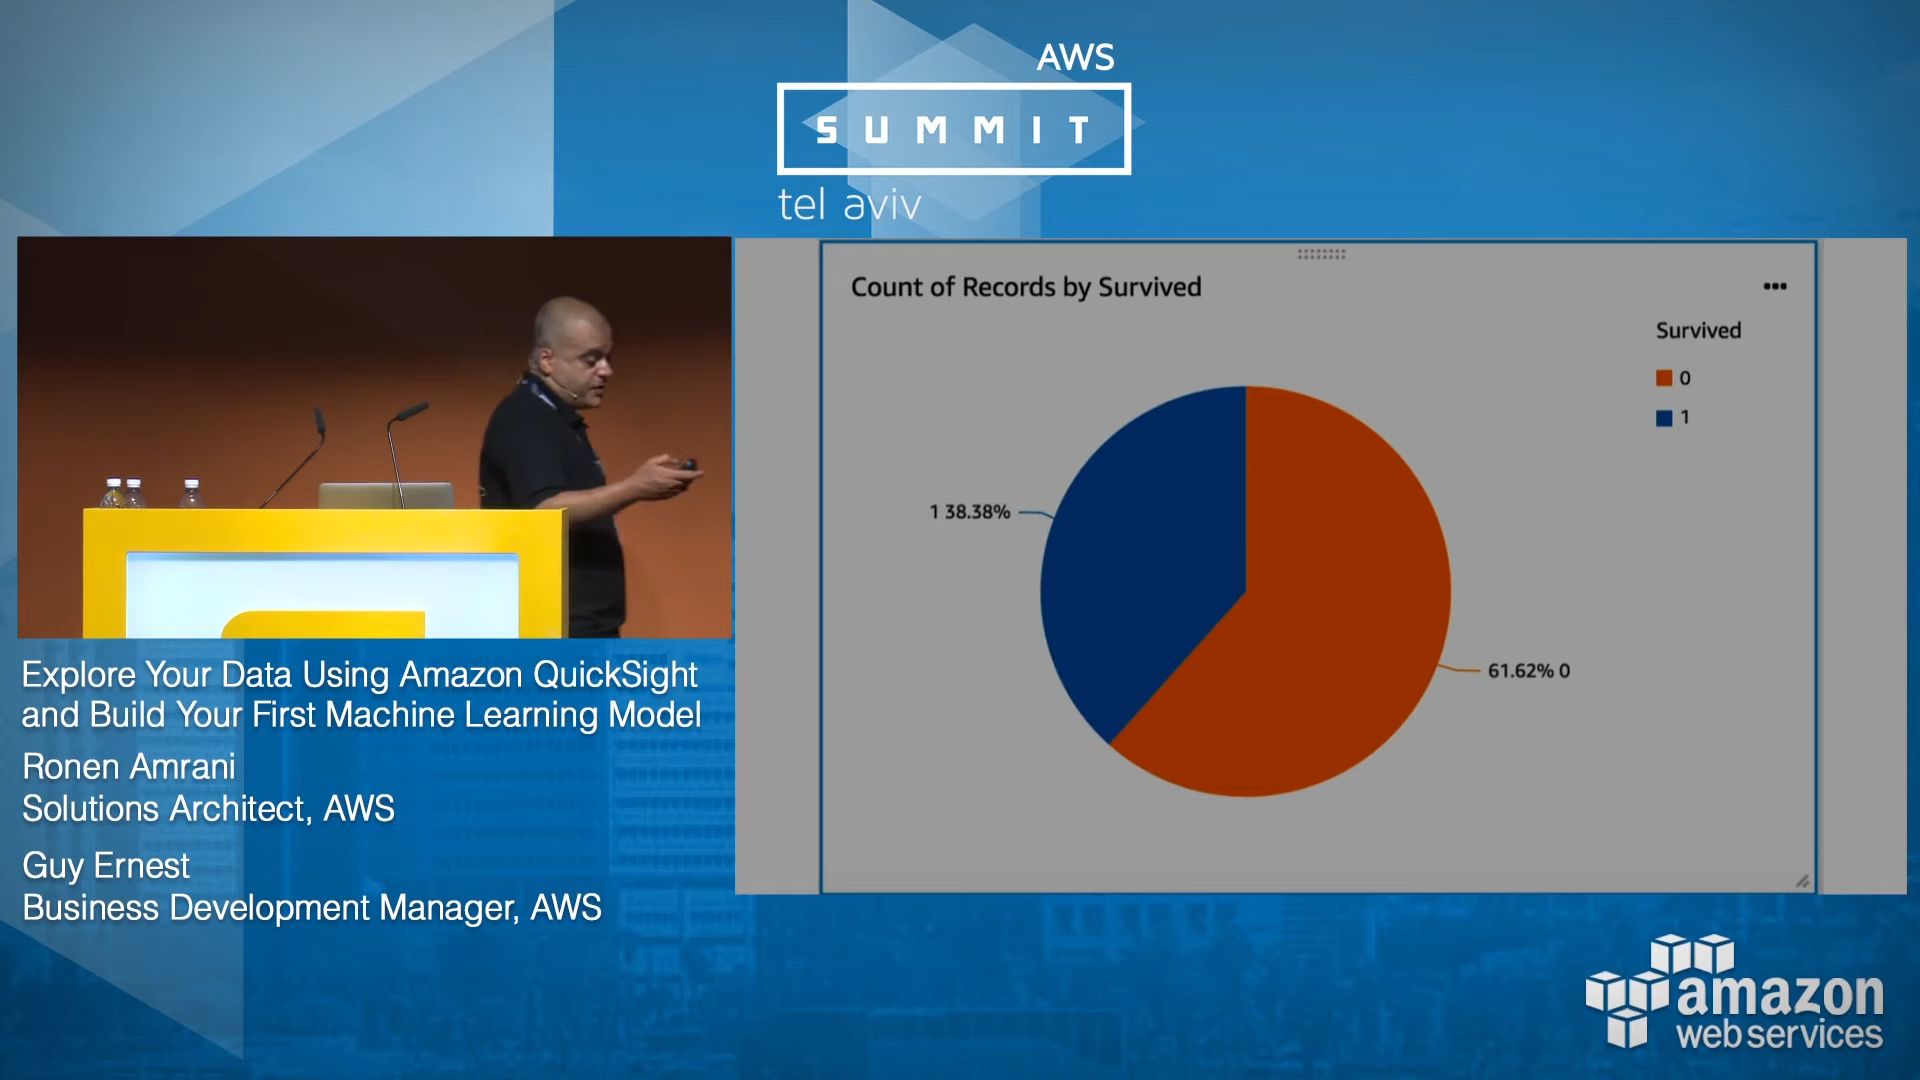 AWS
SUMMIT
tel aviv
Count of Records by Survived
Survived
0
1
1 38.38%
61.62% 0
Explore Your Data Using Amazon QuickSight
and Build Your First Machine Learning Model
Ronen Amrani
Solutions Architect, AWS
Guy Ernest
Business Development Manager, AWS
amazon
web services